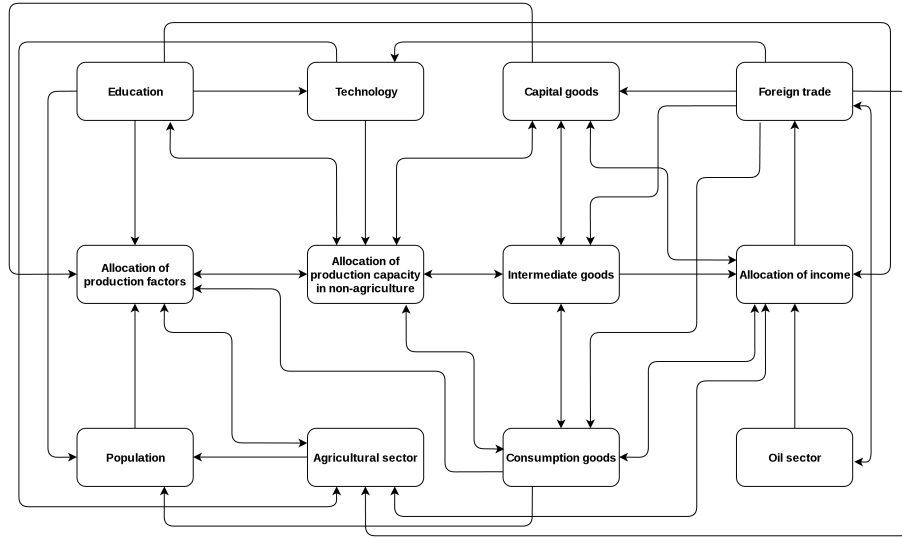 Education
Technology
Capital goods
Foreign trade
Allocation of
production factors
Allocation of
production capacity
in non-agriculture
Intermediate goods
Allocation of income
Population
Agricultural sector
Consumption goods
Oil sector